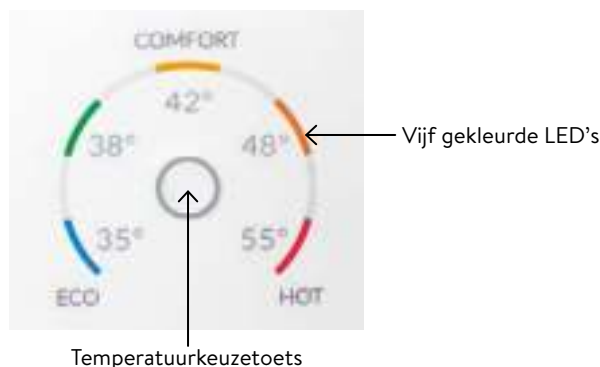 COMFORT
42°
38°
48°
Vijf gekleurde LED's
35°
55°
ECO
HOT
Temperatuurkeuzetoets